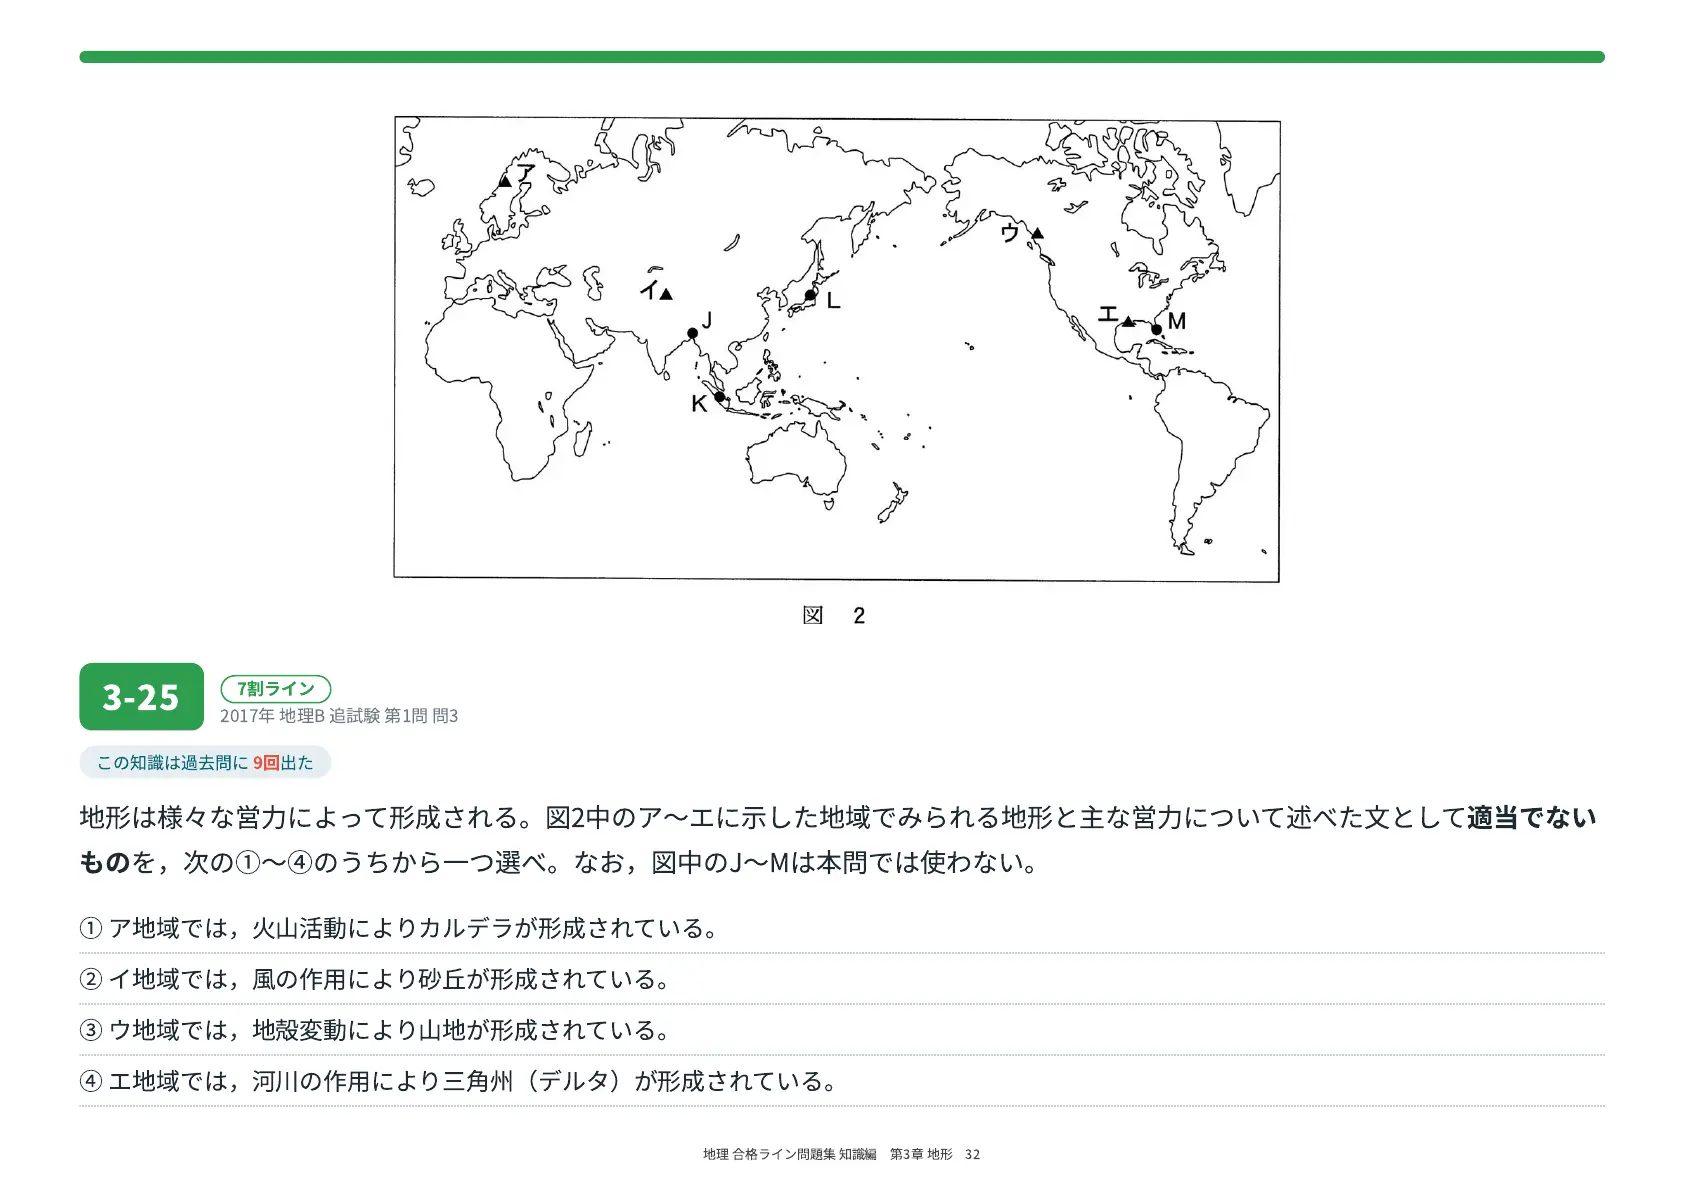 ア
ウ
イ
J
L
エ
M
K
図 2
3-25
7割ライン
2017年 地理B 追試験 第1問 問3
この知識は過去問に 9回出た
地形は様々な営力によって形成される。図2中のア〜エに示した地域でみられる地形と主な営力について述べた文として適当でない
ものを，次の①〜④のうちから一つ選べ。なお，図中のJ〜Mは本問では使わない。
① ア地域では，火山活動によりカルデラが形成されている。
② イ地域では，風の作用により砂丘が形成されている。
③ ウ地域では，地殻変動により山地が形成されている。
④ エ地域では，河川の作用により三角州（デルタ）が形成されている。
地理 合格ライン問題集 知識編 第3章 地形 32